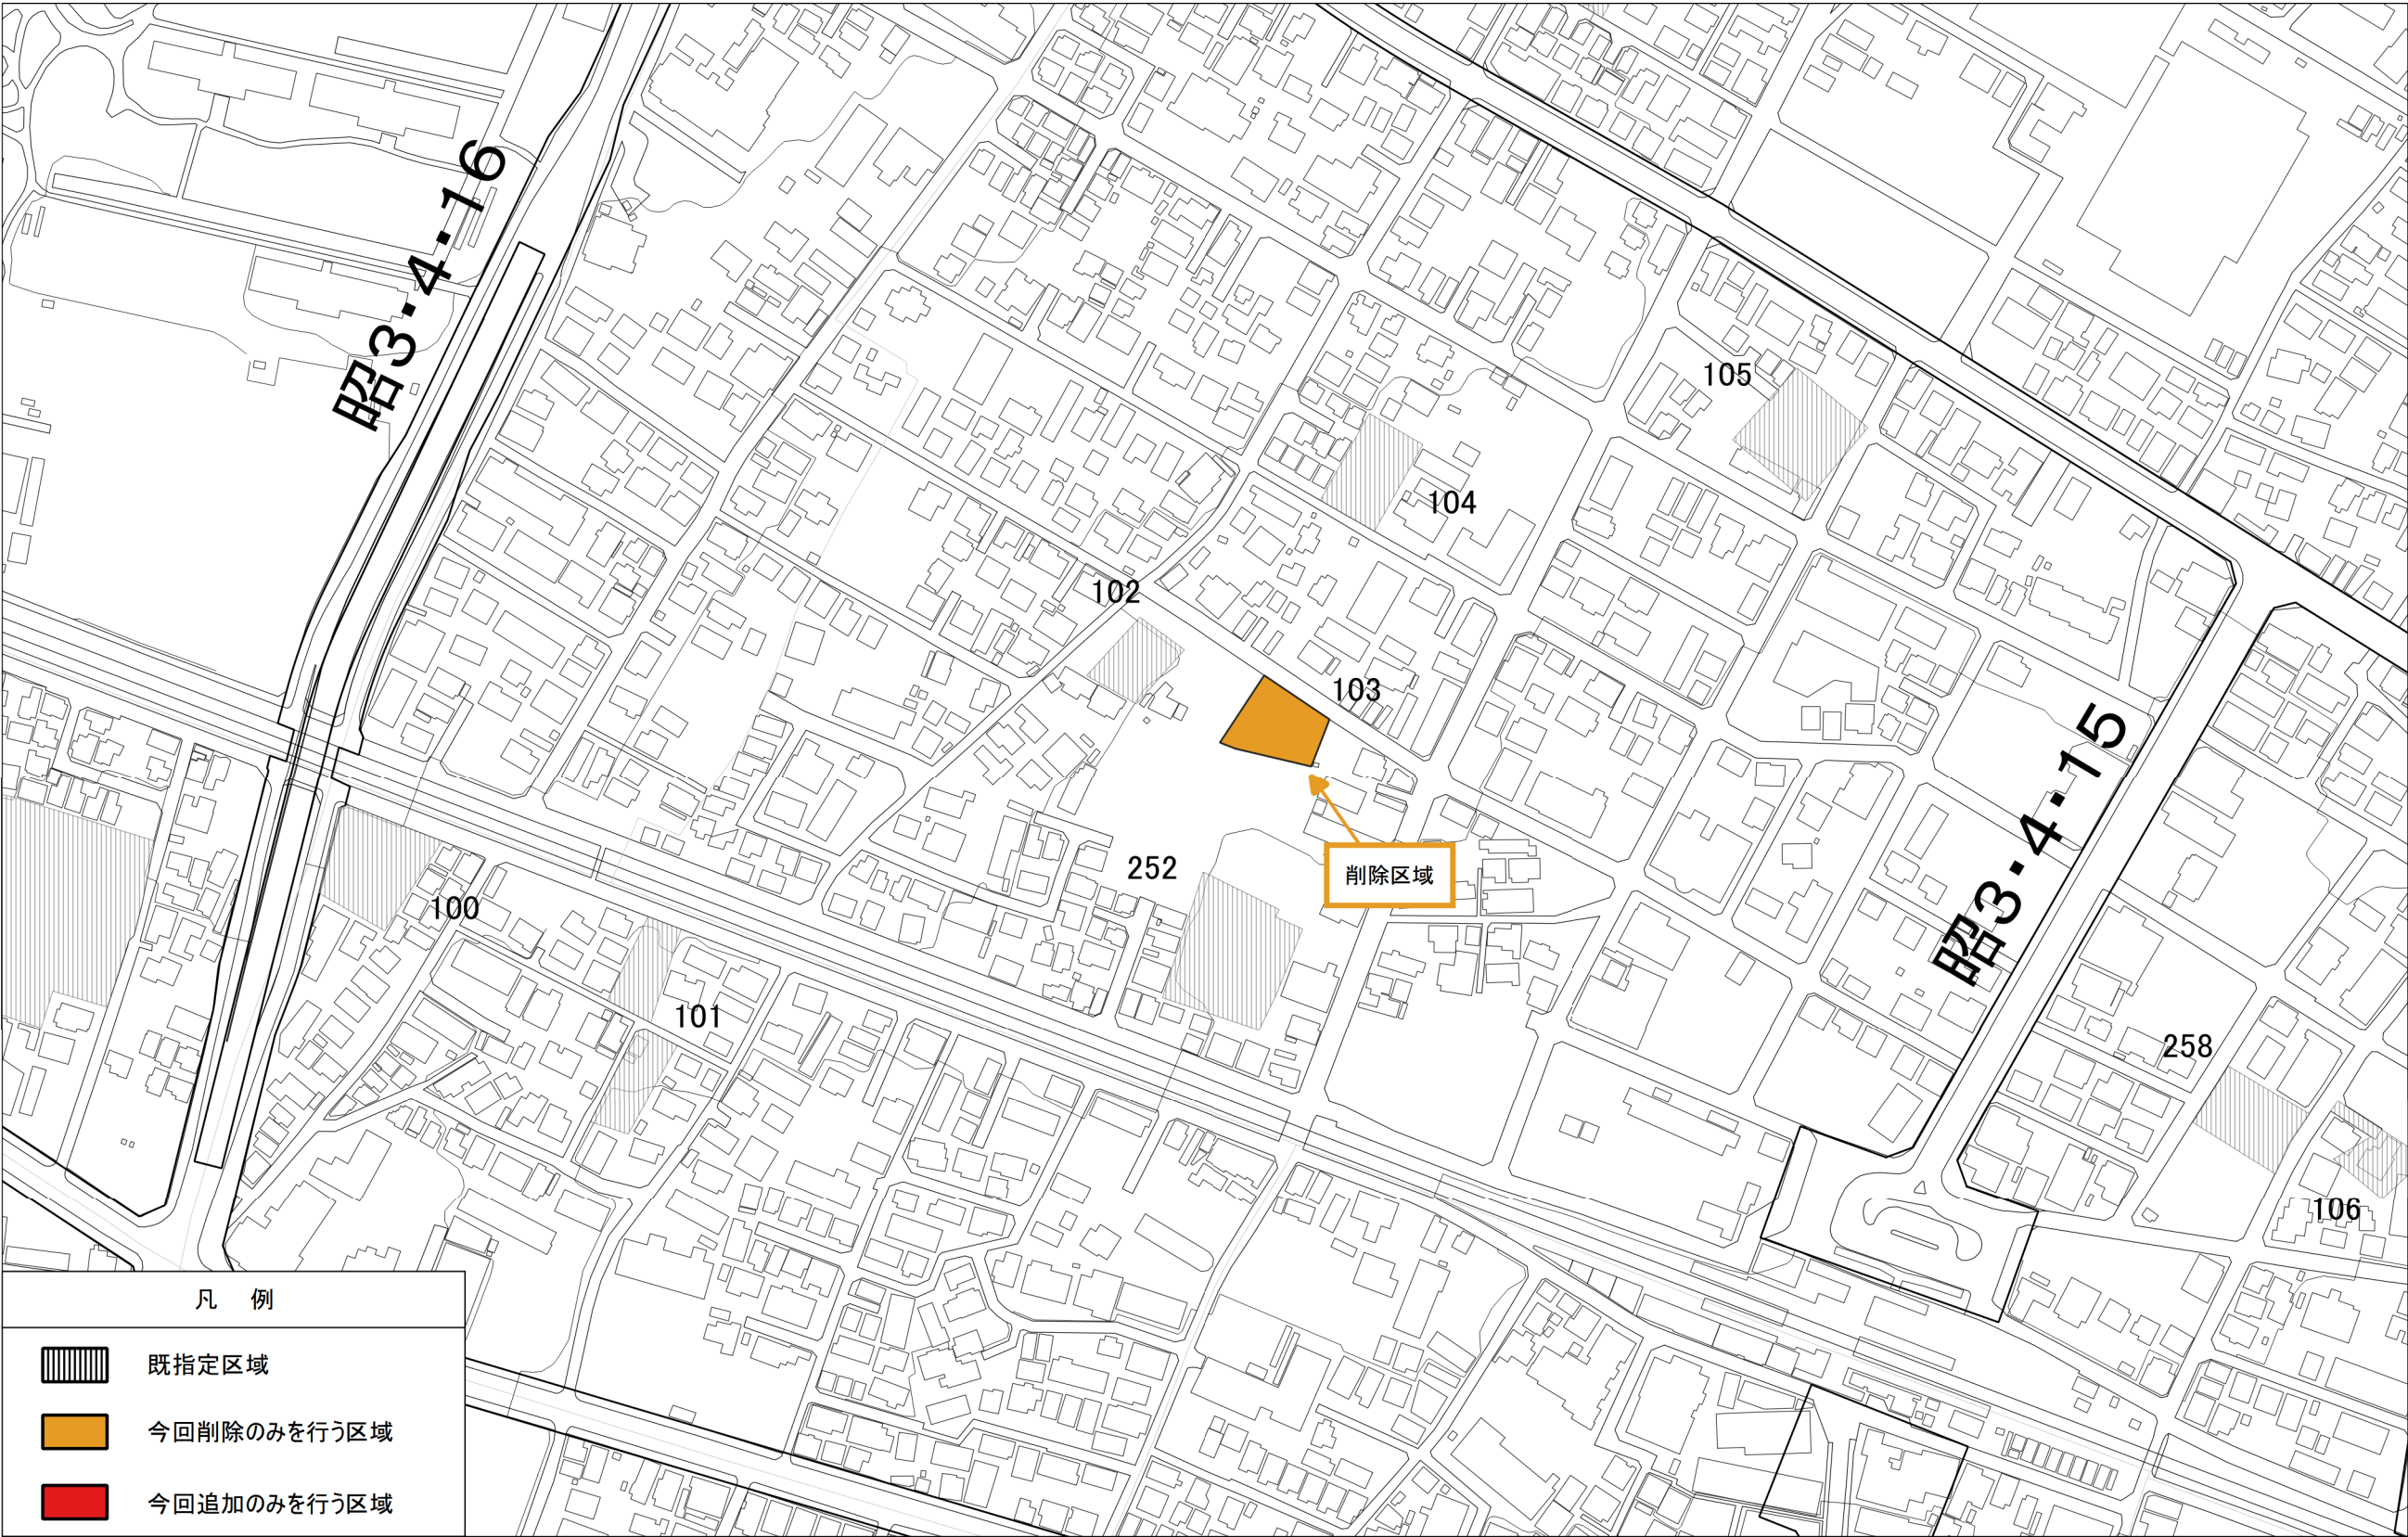 昭3・4・16
105
104
102
103
昭3・4・15
252
削除区域
100
101
258
106
凡 例
既指定区域
今回削除のみを行う区域
今回追加のみを行う区域